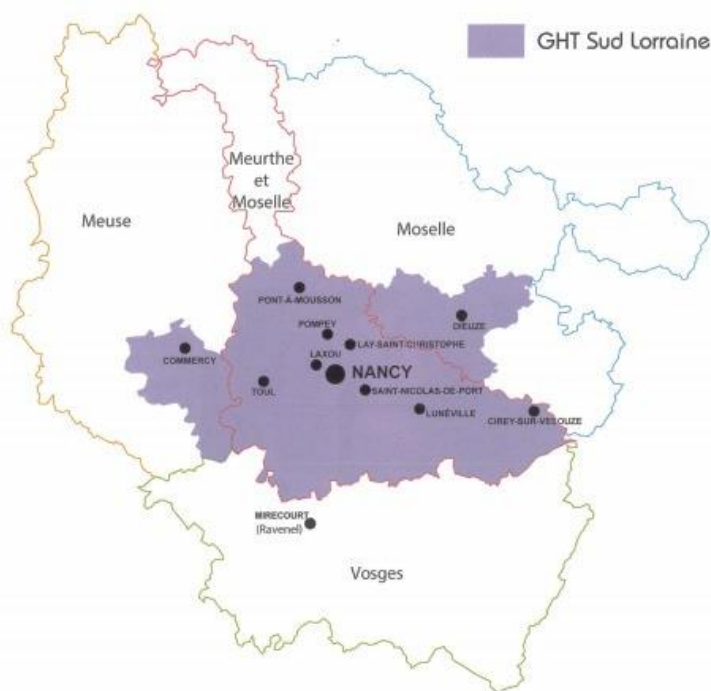 GHT Sud Lorraine
Meurthe
et
Moselle
Meuse
Moselle
PONT-À-MOUSSON
DIEUZE
POMPEY
LAY-SAINT-CHRISTOPHE
COMMERCY
LAXOU
NANCY
TOUL
SAINT-NICOLAS-DE-PORT
LUNÉVILLE
CIREY-SUR-VEZOUZE
MIRECOURT
(Ravenel)
Vosges